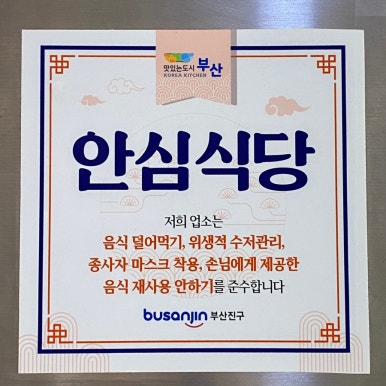 맛있는도시 부산
KOREA KITCHEN
안심식당
저희 업소는
음식 덜어먹기, 위생적 수저관리,
종사자 마스크 착용, 손님에게 제공한
음식 재사용 안하기를 준수합니다
busanjin 부산진구